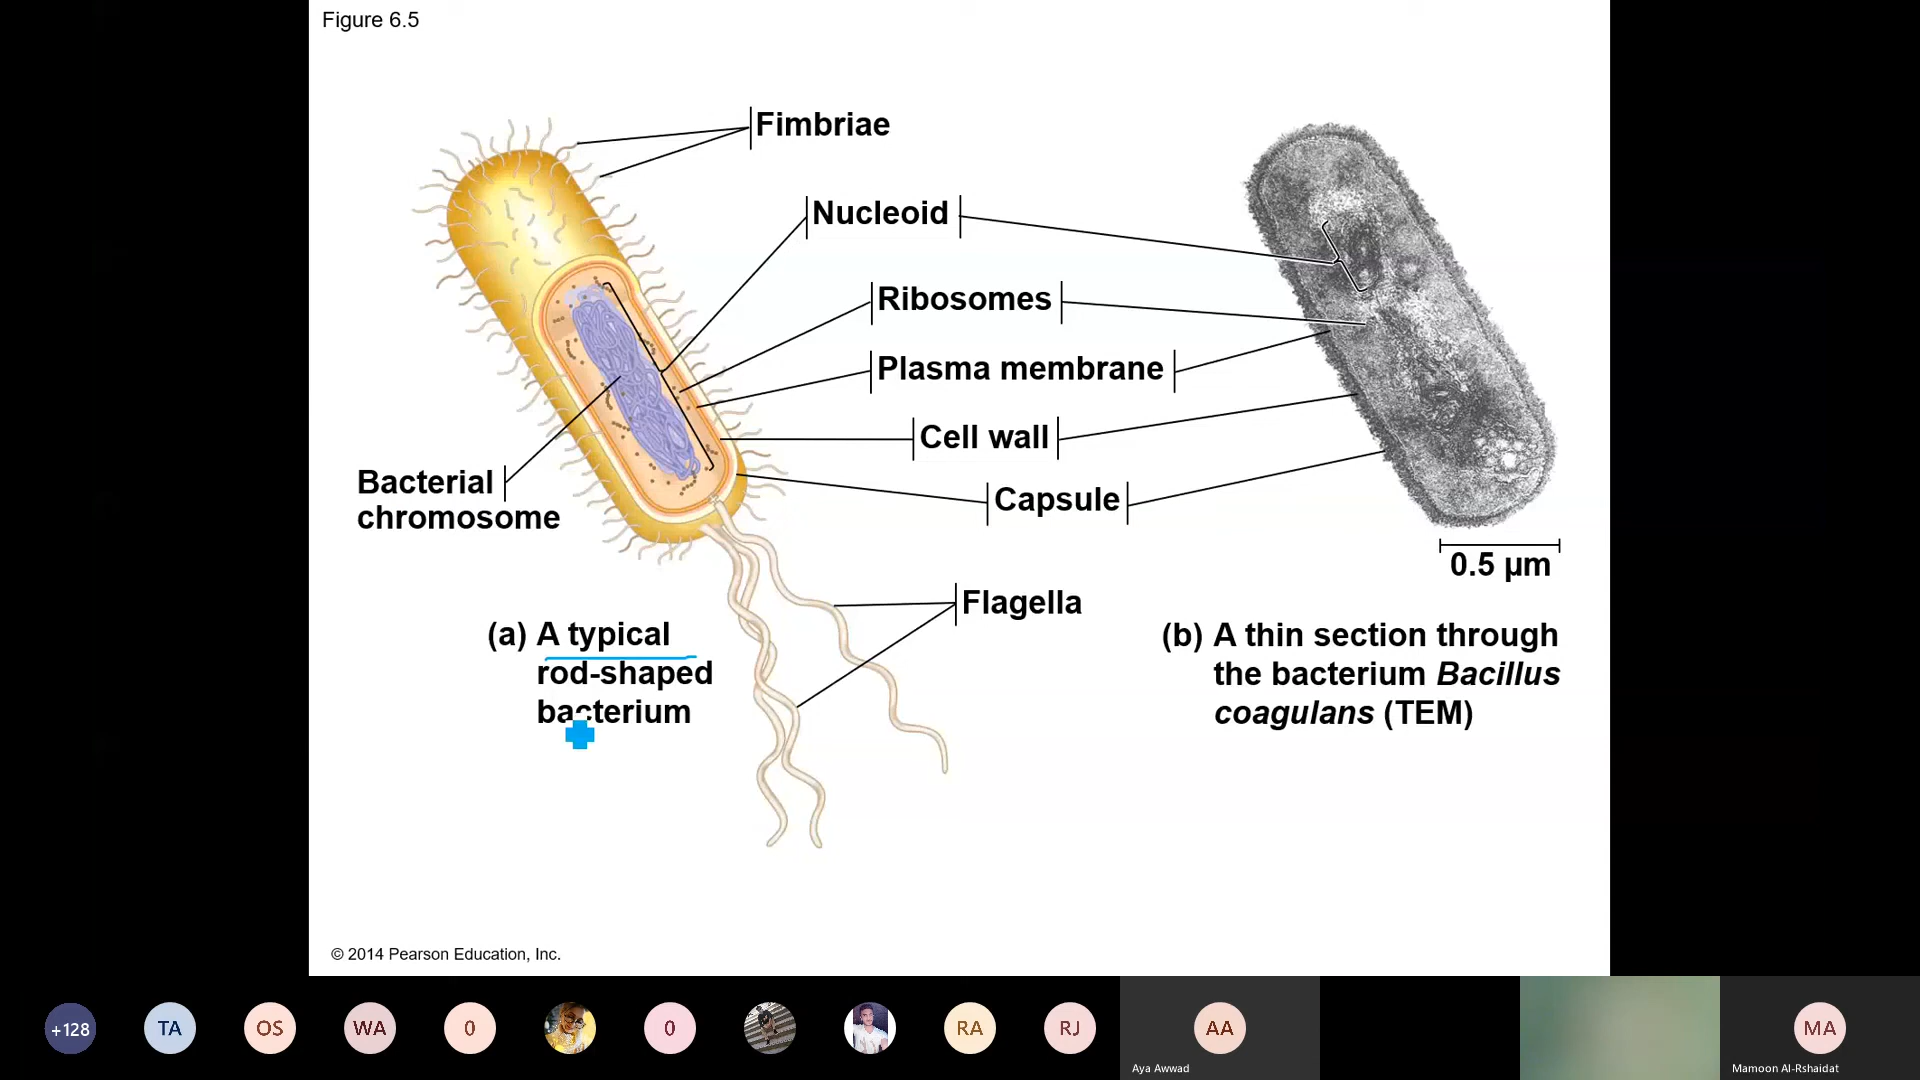 Figure 6.5
Fimbriae
Nucleoid
Ribosomes
Plasma membrane
Cell wall
Bacterial
chromosome
Capsule
0.5 µm
Flagella
(a) A typical
rod-shaped
bacterium
(b) A thin section through
the bacterium Bacillus
coagulans (TEM)
© 2014 Pearson Education, Inc.
+128
TA
OS
WA
0
0
RA
RJ
AA
Aya Awwad
MA
Mamoon Al-Rshaidat